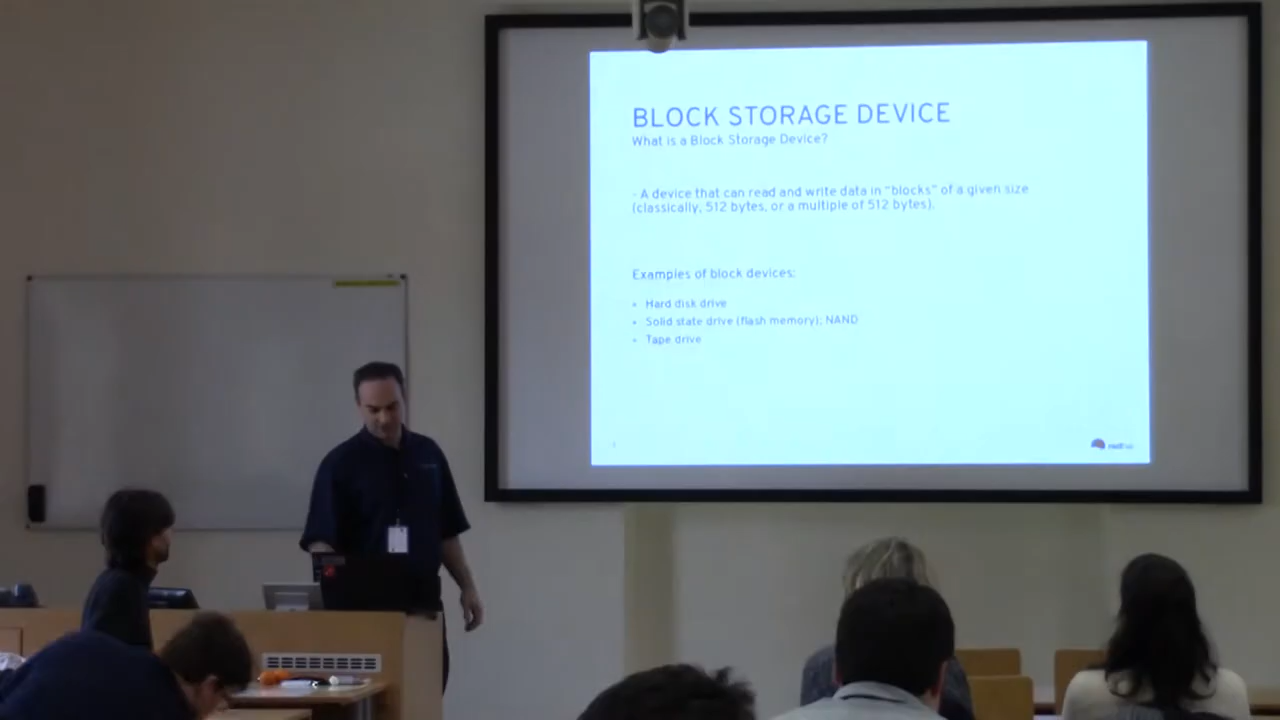 BLOCK STORAGE DEVICE
What is a Block Storage Device?
- A device that can read and write data in “blocks” of a given size
(classically, 512 bytes, or a multiple of 512 bytes).
Examples of block devices:
• Hard disk drive
• Solid state drive (flash memory); NAND
• Tape drive
redhat